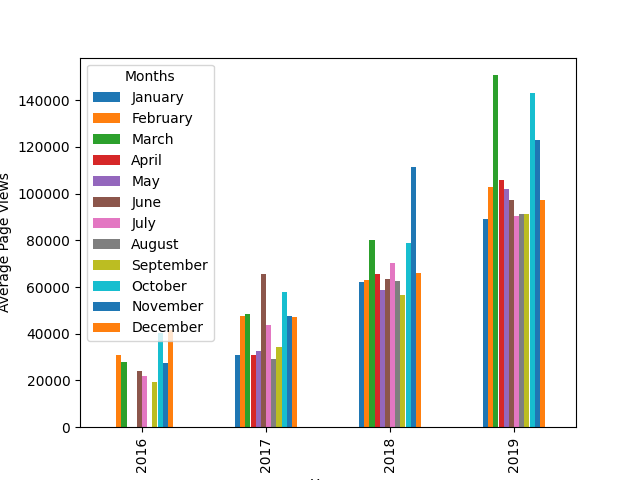 Months
January
February
March
April
May
June
July
August
September
October
November
December
140000
120000
100000
80000
60000
40000
20000
0
Average Page Views
2016
2017
2018
2019